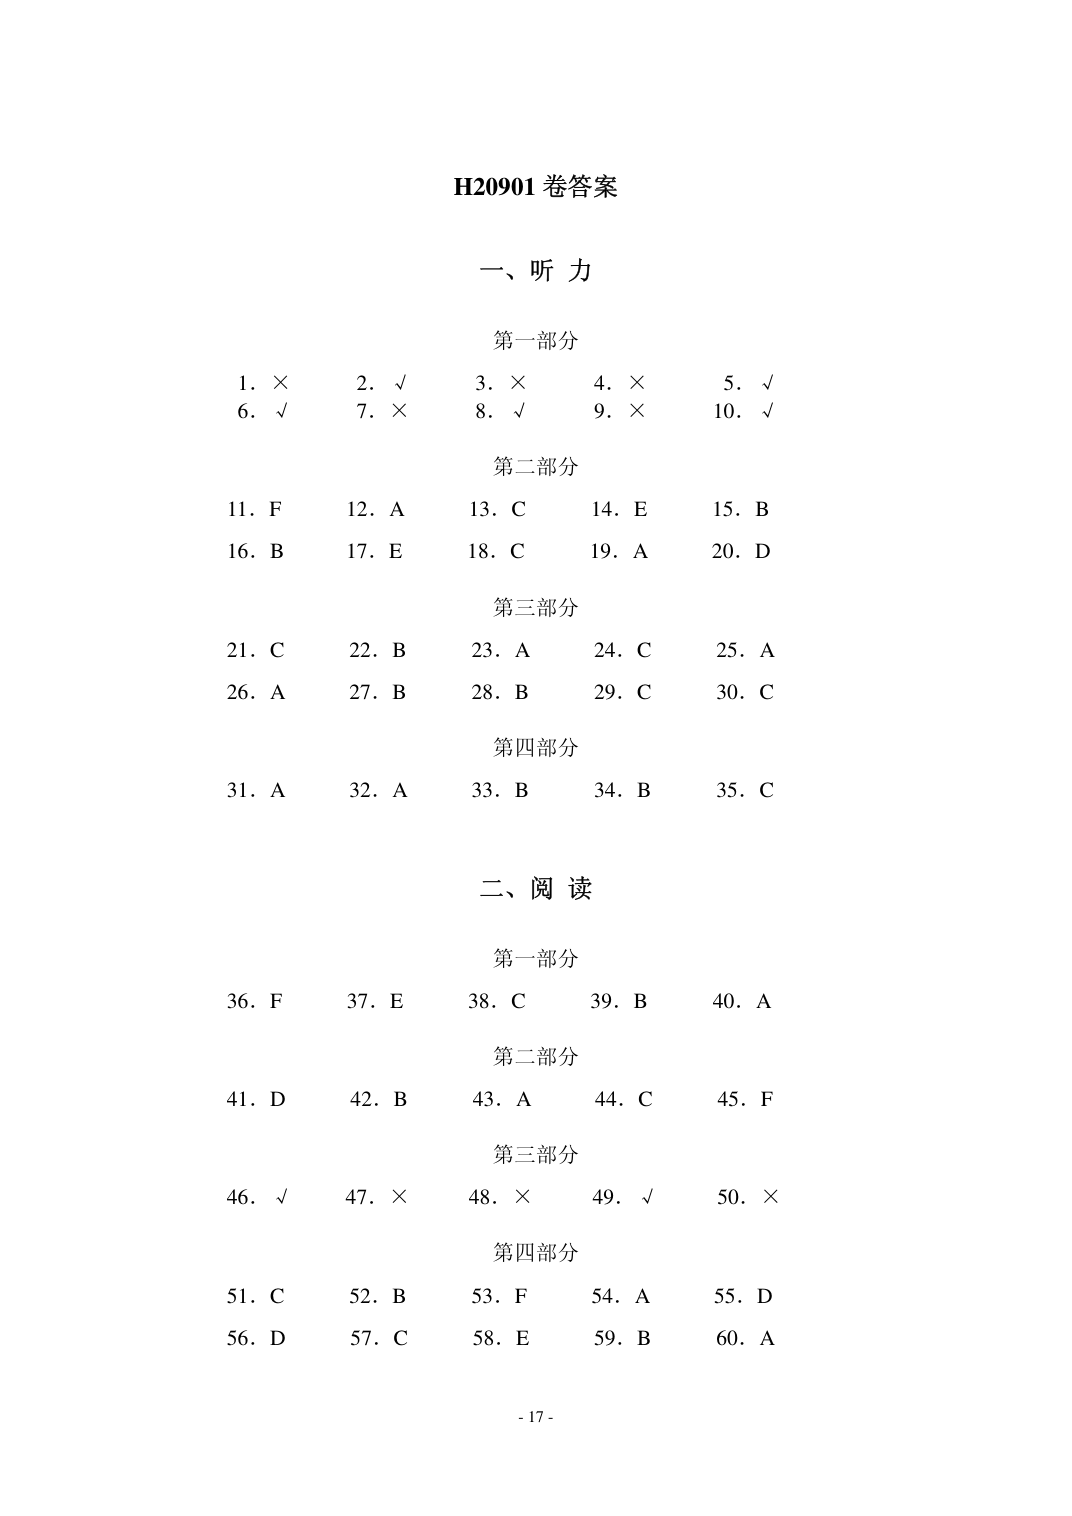 H20901 卷答案
一、听 力
第一部分
1．× 2．√ 3．× 4．× 5．√
6．√ 7．× 8．√ 9．× 10．√
第二部分
11．F 12．A 13．C 14．E 15．B
16．B 17．E 18．C 19．A 20．D
第三部分
21．C 22．B 23．A 24．C 25．A
26．A 27．B 28．B 29．C 30．C
第四部分
31．A 32．A 33．B 34．B 35．C
二、阅 读
第一部分
36．F 37．E 38．C 39．B 40．A
第二部分
41．D 42．B 43．A 44．C 45．F
第三部分
46．√ 47．× 48．× 49．√ 50．×
第四部分
51．C 52．B 53．F 54．A 55．D
56．D 57．C 58．E 59．B 60．A
- 17 -